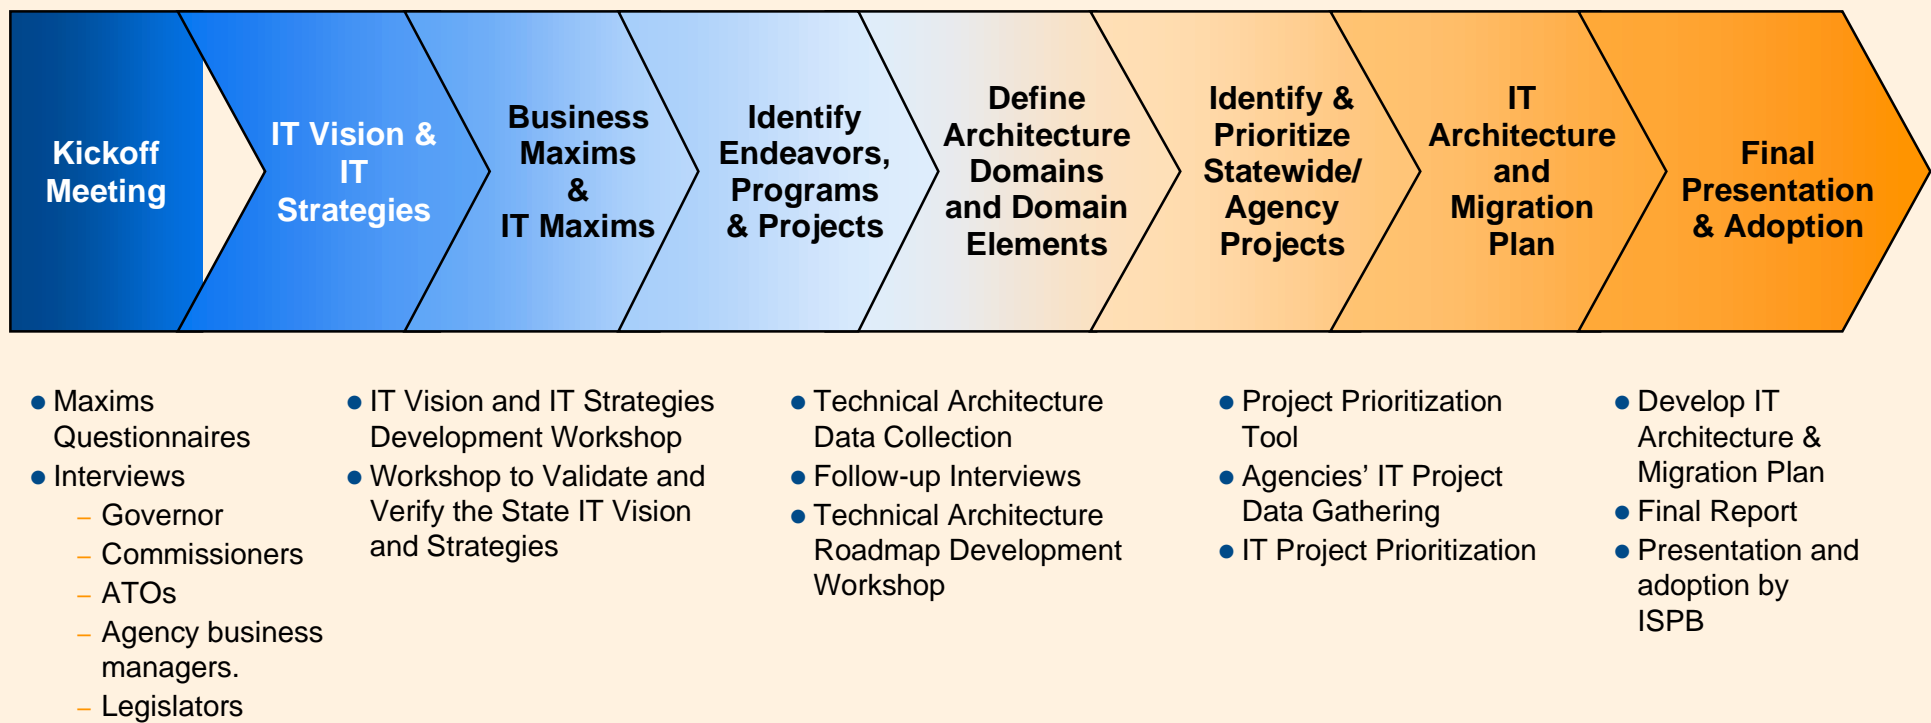 Kickoff
Meeting
IT Vision &
IT
Strategies
Business
Maxims
&
IT Maxims
Identify
Endeavors,
Programs
& Projects
Define
Architecture
Domains
and Domain
Elements
Identify &
Prioritize
Statewide/
Agency
Projects
IT
Architecture
and
Migration
Plan
Final
Presentation
& Adoption
● Maxims
Questionnaires
● Interviews
– Governor
– Commissioners
– ATOs
– Agency business
managers.
– Legislators
● IT Vision and IT Strategies
Development Workshop
● Workshop to Validate and
Verify the State IT Vision
and Strategies
● Technical Architecture
Data Collection
● Follow-up Interviews
● Technical Architecture
Roadmap Development
Workshop
● Project Prioritization
Tool
● Agencies’ IT Project
Data Gathering
● IT Project Prioritization
● Develop IT
Architecture &
Migration Plan
● Final Report
● Presentation and
adoption by
ISPB